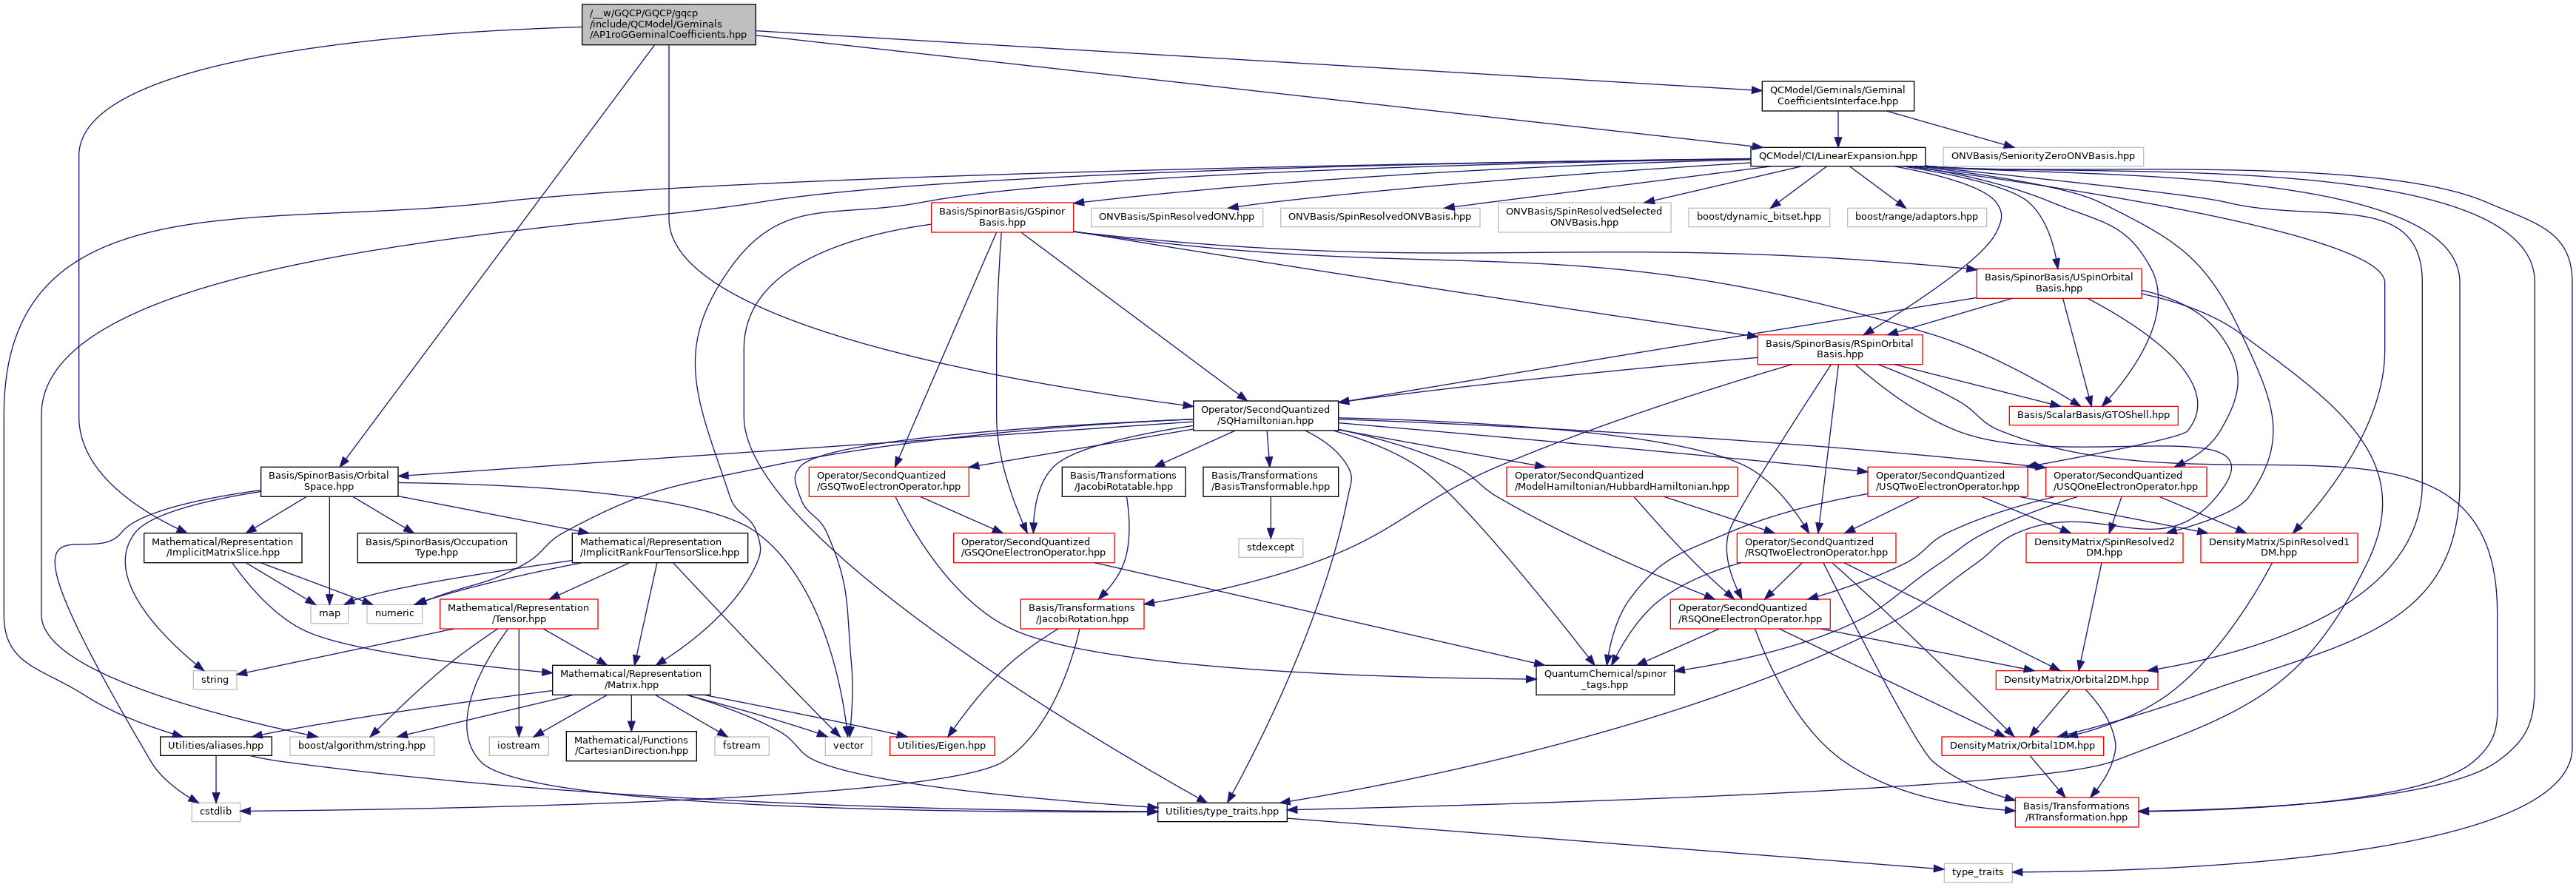 /__w/GQCP/GQCP/gqcp
/include/QCModel/Geminals
/AP1roGGeminalCoefficients.hpp
QCModel/Geminals/Geminal
CoefficientsInterface.hpp
QCModel/CI/LinearExpansion.hpp
ONVBasis/SeniorityZeroONVBasis.hpp
Basis/SpinorBasis/GSpinor
Basis.hpp
ONVBasis/SpinResolvedONV.hpp
ONVBasis/SpinResolvedONVBasis.hpp
ONVBasis/SpinResolvedSelected
ONVBasis.hpp
boost/dynamic_bitset.hpp
boost/range/adaptors.hpp
Basis/SpinorBasis/USpinOrbital
Basis.hpp
Basis/SpinorBasis/RSpinOrbital
Basis.hpp
Operator/SecondQuantized
/SQHamiltonian.hpp
Basis/ScalarBasis/GTOShell.hpp
Basis/SpinorBasis/Orbital
Space.hpp
Operator/SecondQuantized
/GSQTwoElectronOperator.hpp
Basis/Transformations
/JacobiRotatable.hpp
Basis/Transformations
/BasisTransformable.hpp
Operator/SecondQuantized
/ModelHamiltonian/HubbardHamiltonian.hpp
Operator/SecondQuantized
/USQTwoElectronOperator.hpp
Operator/SecondQuantized
/USQOneElectronOperator.hpp
Mathematical/Representation
/ImplicitMatrixSlice.hpp
Basis/SpinorBasis/Occupation
Type.hpp
Mathematical/Representation
/ImplicitRankFourTensorSlice.hpp
Operator/SecondQuantized
/GSQOneElectronOperator.hpp
stdexcept
Operator/SecondQuantized
/RSQTwoElectronOperator.hpp
DensityMatrix/SpinResolved2
DM.hpp
DensityMatrix/SpinResolved1
DM.hpp
map
numeric
Mathematical/Representation
/Tensor.hpp
Basis/Transformations
/JacobiRotation.hpp
Operator/SecondQuantized
/RSQOneElectronOperator.hpp
string
Mathematical/Representation
/Matrix.hpp
QuantumChemical/spinor
_tags.hpp
DensityMatrix/Orbital2DM.hpp
Utilities/aliases.hpp
boost/algorithm/string.hpp
iostream
Mathematical/Functions
/CartesianDirection.hpp
fstream
vector
Utilities/Eigen.hpp
DensityMatrix/Orbital1DM.hpp
cstdlib
Utilities/type_traits.hpp
Basis/Transformations
/RTransformation.hpp
type_traits